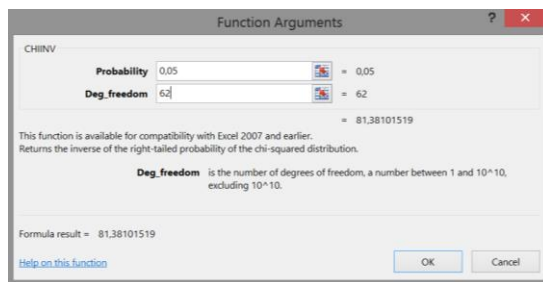 Function Arguments ? ×
CHIINV
Probability 0,05 = 0,05
Deg_freedom 62 = 62
= 81,38101519
This function is available for compatibility with Excel 2007 and earlier.
Returns the inverse of the right-tailed probability of the chi-squared distribution.
Deg_freedom is the number of degrees of freedom, a number between 1 and 10^10,
excluding 10^10.
Formula result = 81,38101519
Help on this function OK Cancel